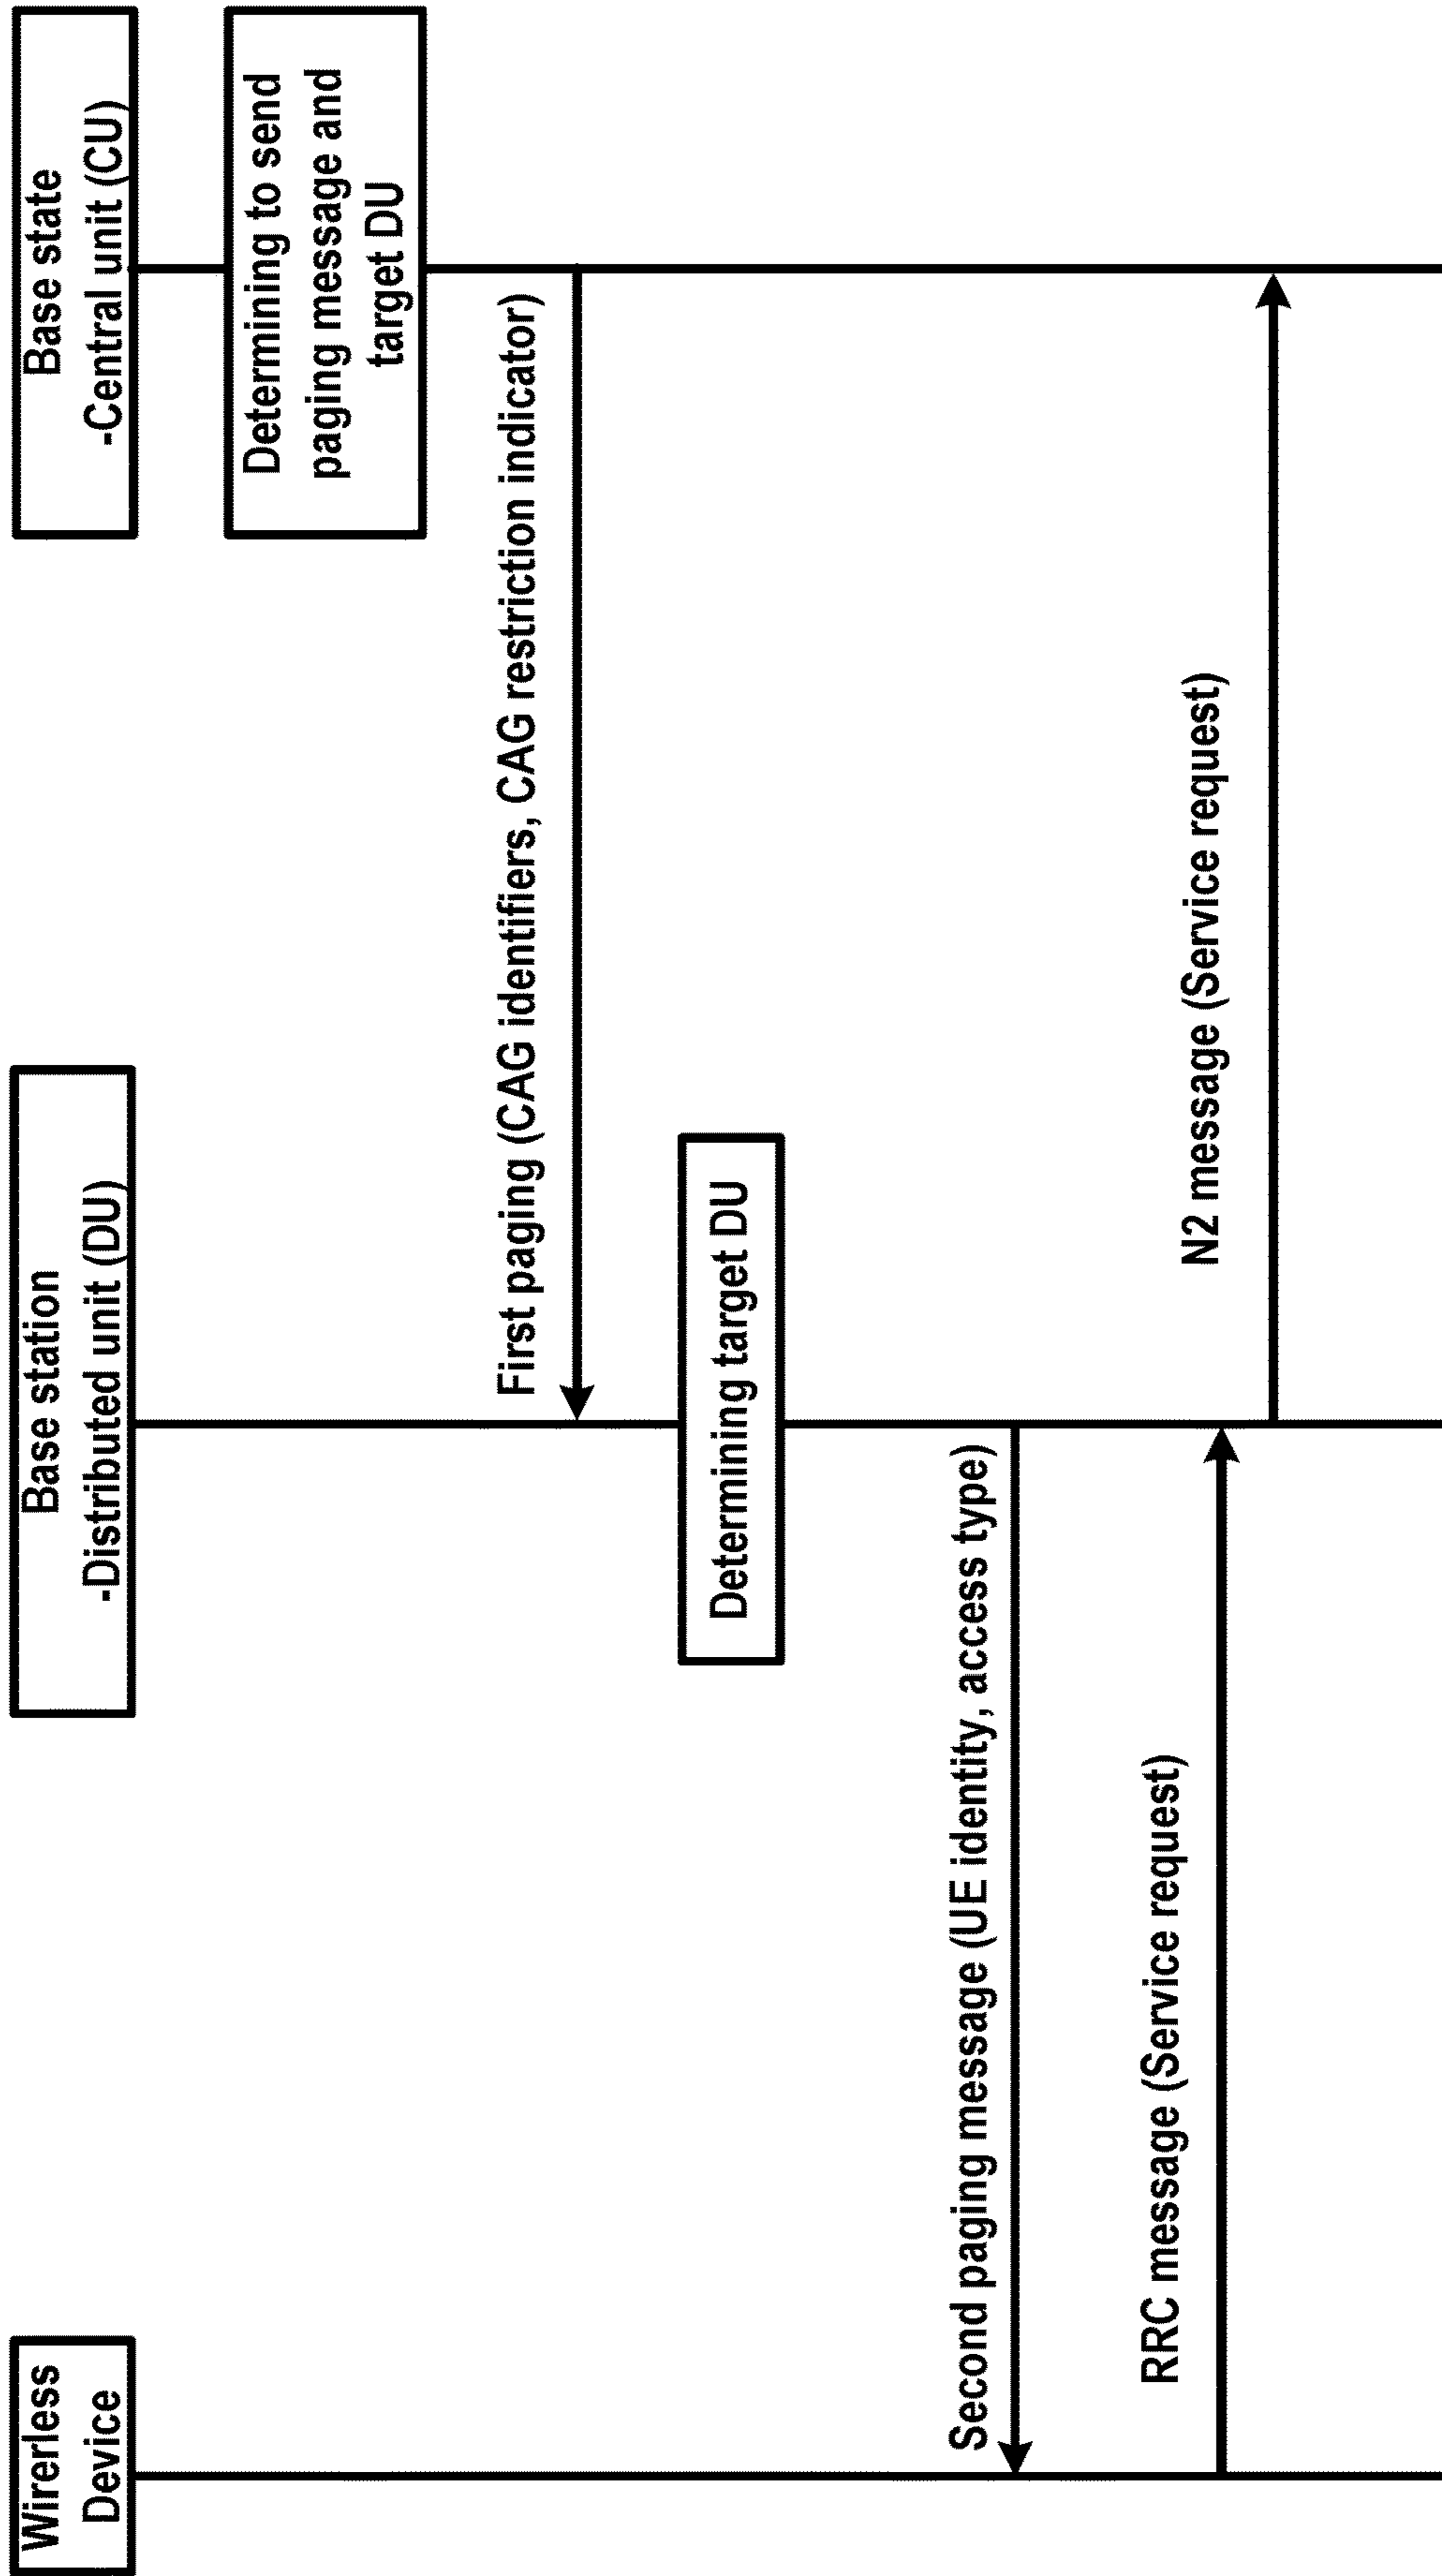 Wirerless
Device
Base station
-Distributed unit (DU)
Base state
-Central unit (CU)
Determining to send
paging message and
target DU
First paging (CAG identifiers, CAG restriction indicator)
Determining target DU
Second paging message (UE identity, access type)
RRC message (Service request)
N2 message (Service request)